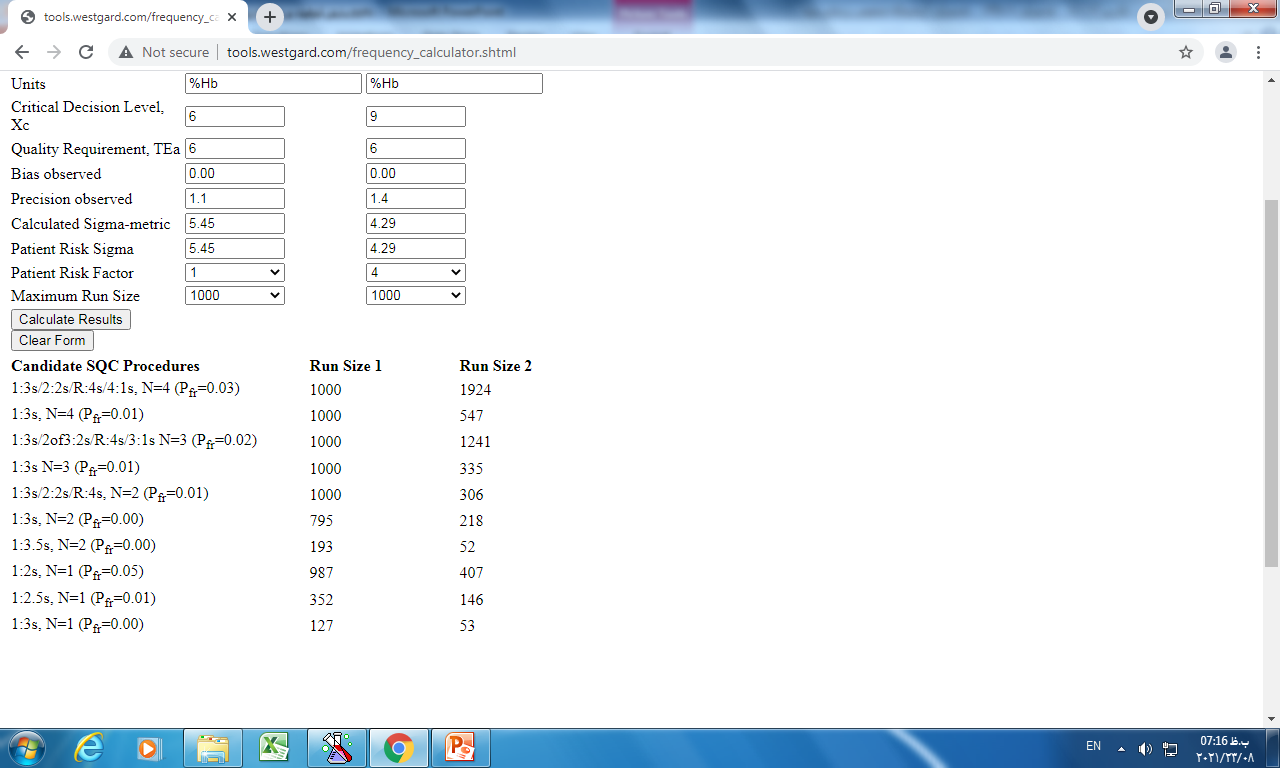 tools.westgard.com/frequency_ca
Not secure | tools.westgard.com/frequency_calculator.shtml
Units %Hb %Hb
Critical Decision Level,
Xc 6 9
Quality Requirement, TEa 6 6
Bias observed 0.00 0.00
Precision observed 1.1 1.4
Calculated Sigma-metric 5.45 4.29
Patient Risk Sigma 5.45 4.29
Patient Risk Factor 1 4
Maximum Run Size 1000 1000
Calculate Results
Clear Form
Candidate SQC Procedures Run Size 1 Run Size 2
1:3s/2:2s/R:4s/4:1s, N=4 (Pfr=0.03) 1000 1924
1:3s, N=4 (Pfr=0.01) 1000 547
1:3s/2of3:2s/R:4s/3:1s N=3 (Pfr=0.02) 1000 1241
1:3s N=3 (Pfr=0.01) 1000 335
1:3s/2:2s/R:4s, N=2 (Pfr=0.01) 1000 306
1:3s, N=2 (Pfr=0.00) 795 218
1:3.5s, N=2 (Pfr=0.00) 193 52
1:2s, N=1 (Pfr=0.05) 987 407
1:2.5s, N=1 (Pfr=0.01) 352 146
1:3s, N=1 (Pfr=0.00) 127 53
EN
07:16 ب.ظ
۲۰۲۱/۲۳/۰۸